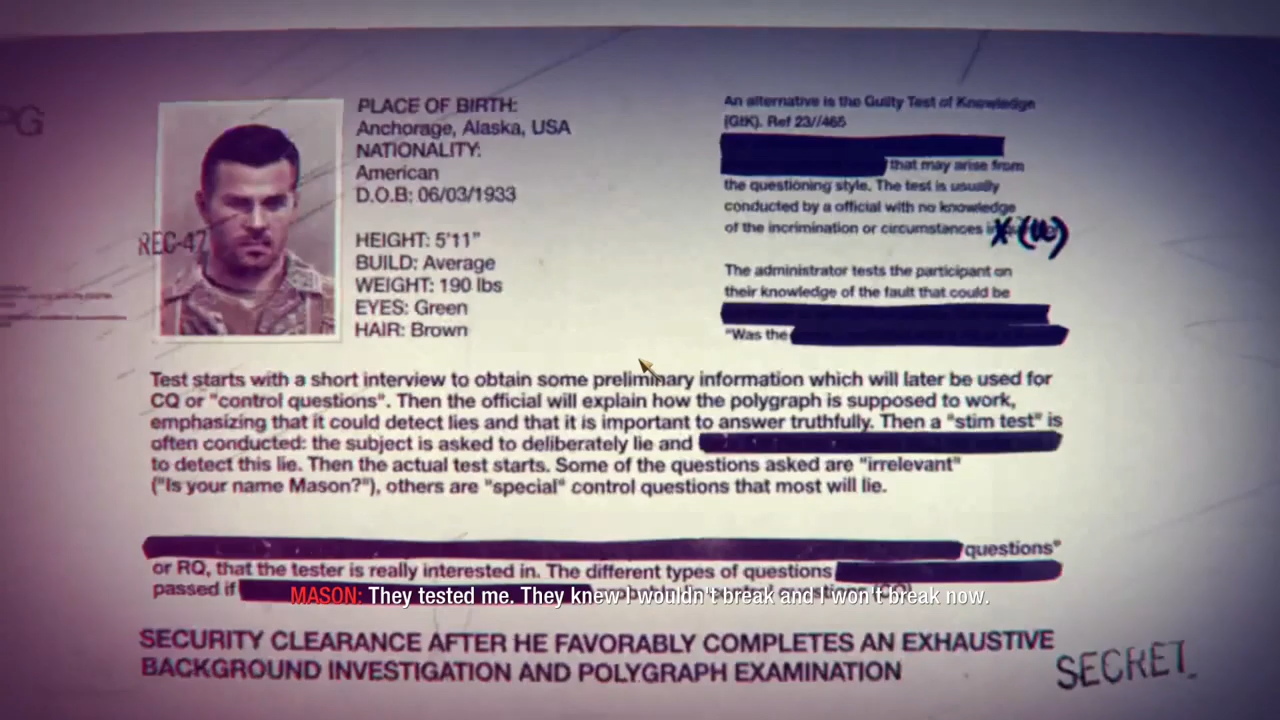 PG
PLACE OF BIRTH:
Anchorage, Alaska, USA
NATIONALITY:
American
D.O.B: 06/03/1933
REC-47
HEIGHT: 5'11"
BUILD: Average
WEIGHT: 190 lbs
EYES: Green
HAIR: Brown
An alternative is the Guilty Test of Knowledge
(GtK). Ref 23//465
that may arise from
the questioning style. The test is usually
conducted by a official with no knowledge
of the incrimination or circumstances
The administrator tests the participant on
their knowledge of the fault that could be
"Was the
Test starts with a short interview to obtain some preliminary information which will later be used for
CQ or "control questions". Then the official will explain how the polygraph is supposed to work,
emphasizing that it could detect lies and that it is important to answer truthfully. Then a "stim test" is
often conducted: the subject is asked to deliberately lie and
to detect this lie. Then the actual test starts. Some of the questions asked are "irrelevant"
("Is your name Mason?"), others are "special" control questions that most will lie.
questions"
or RQ, that the tester is really interested in. The different types of questions
passed if
MASON: They tested me. They knew I wouldn't break and I won't break now.
SECURITY CLEARANCE AFTER HE FAVORABLY COMPLETES AN EXHAUSTIVE
BACKGROUND INVESTIGATION AND POLYGRAPH EXAMINATION
SECRET